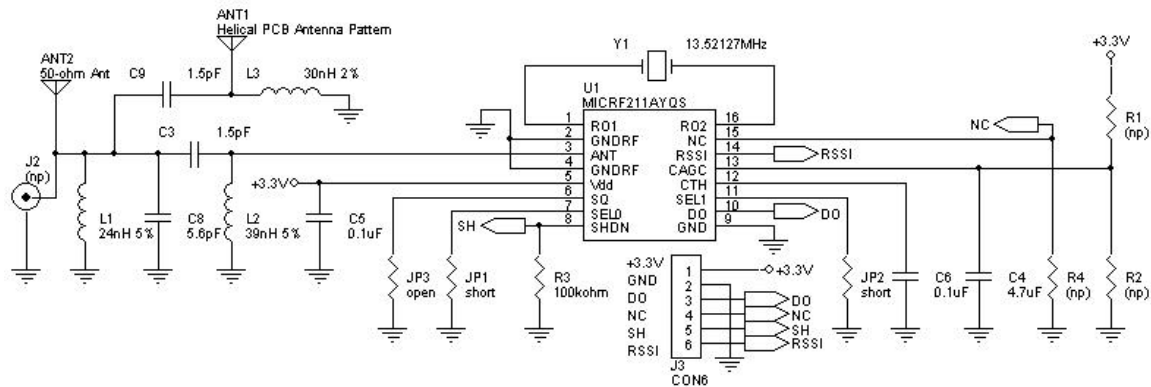 ANT1
Helical PCB Antenna Pattern
ANT2
50-ohm Ant
C9
1.5pF
L3
30nH 2%
Y1
13.52127MHz
+3.3V
U1
MICRF211AYQS
R1
(np)
1
RO1
RO2
16
2
GNDRF
NC
15
NC
3
ANT
RSSI
14
RSSI
4
GNDRF
CAGC
13
5
Vdd
CTH
12
6
SQ
SEL1
11
7
SEL0
DO
10
DO
8
SHDN
GND
9
C3
1.5pF
J2
(np)
+3.3V
L1
24nH 5%
C8
5.6pF
L2
39nH 5%
C5
0.1uF
SH
JP3
open
JP1
short
R3
100kohm
JP2
short
C6
0.1uF
C4
4.7uF
R4
(np)
R2
(np)
+3.3V
1
+3.3V
GND
2
DO
3
DO
NC
4
NC
SH
5
SH
RSSI
6
RSSI
J3
CON6